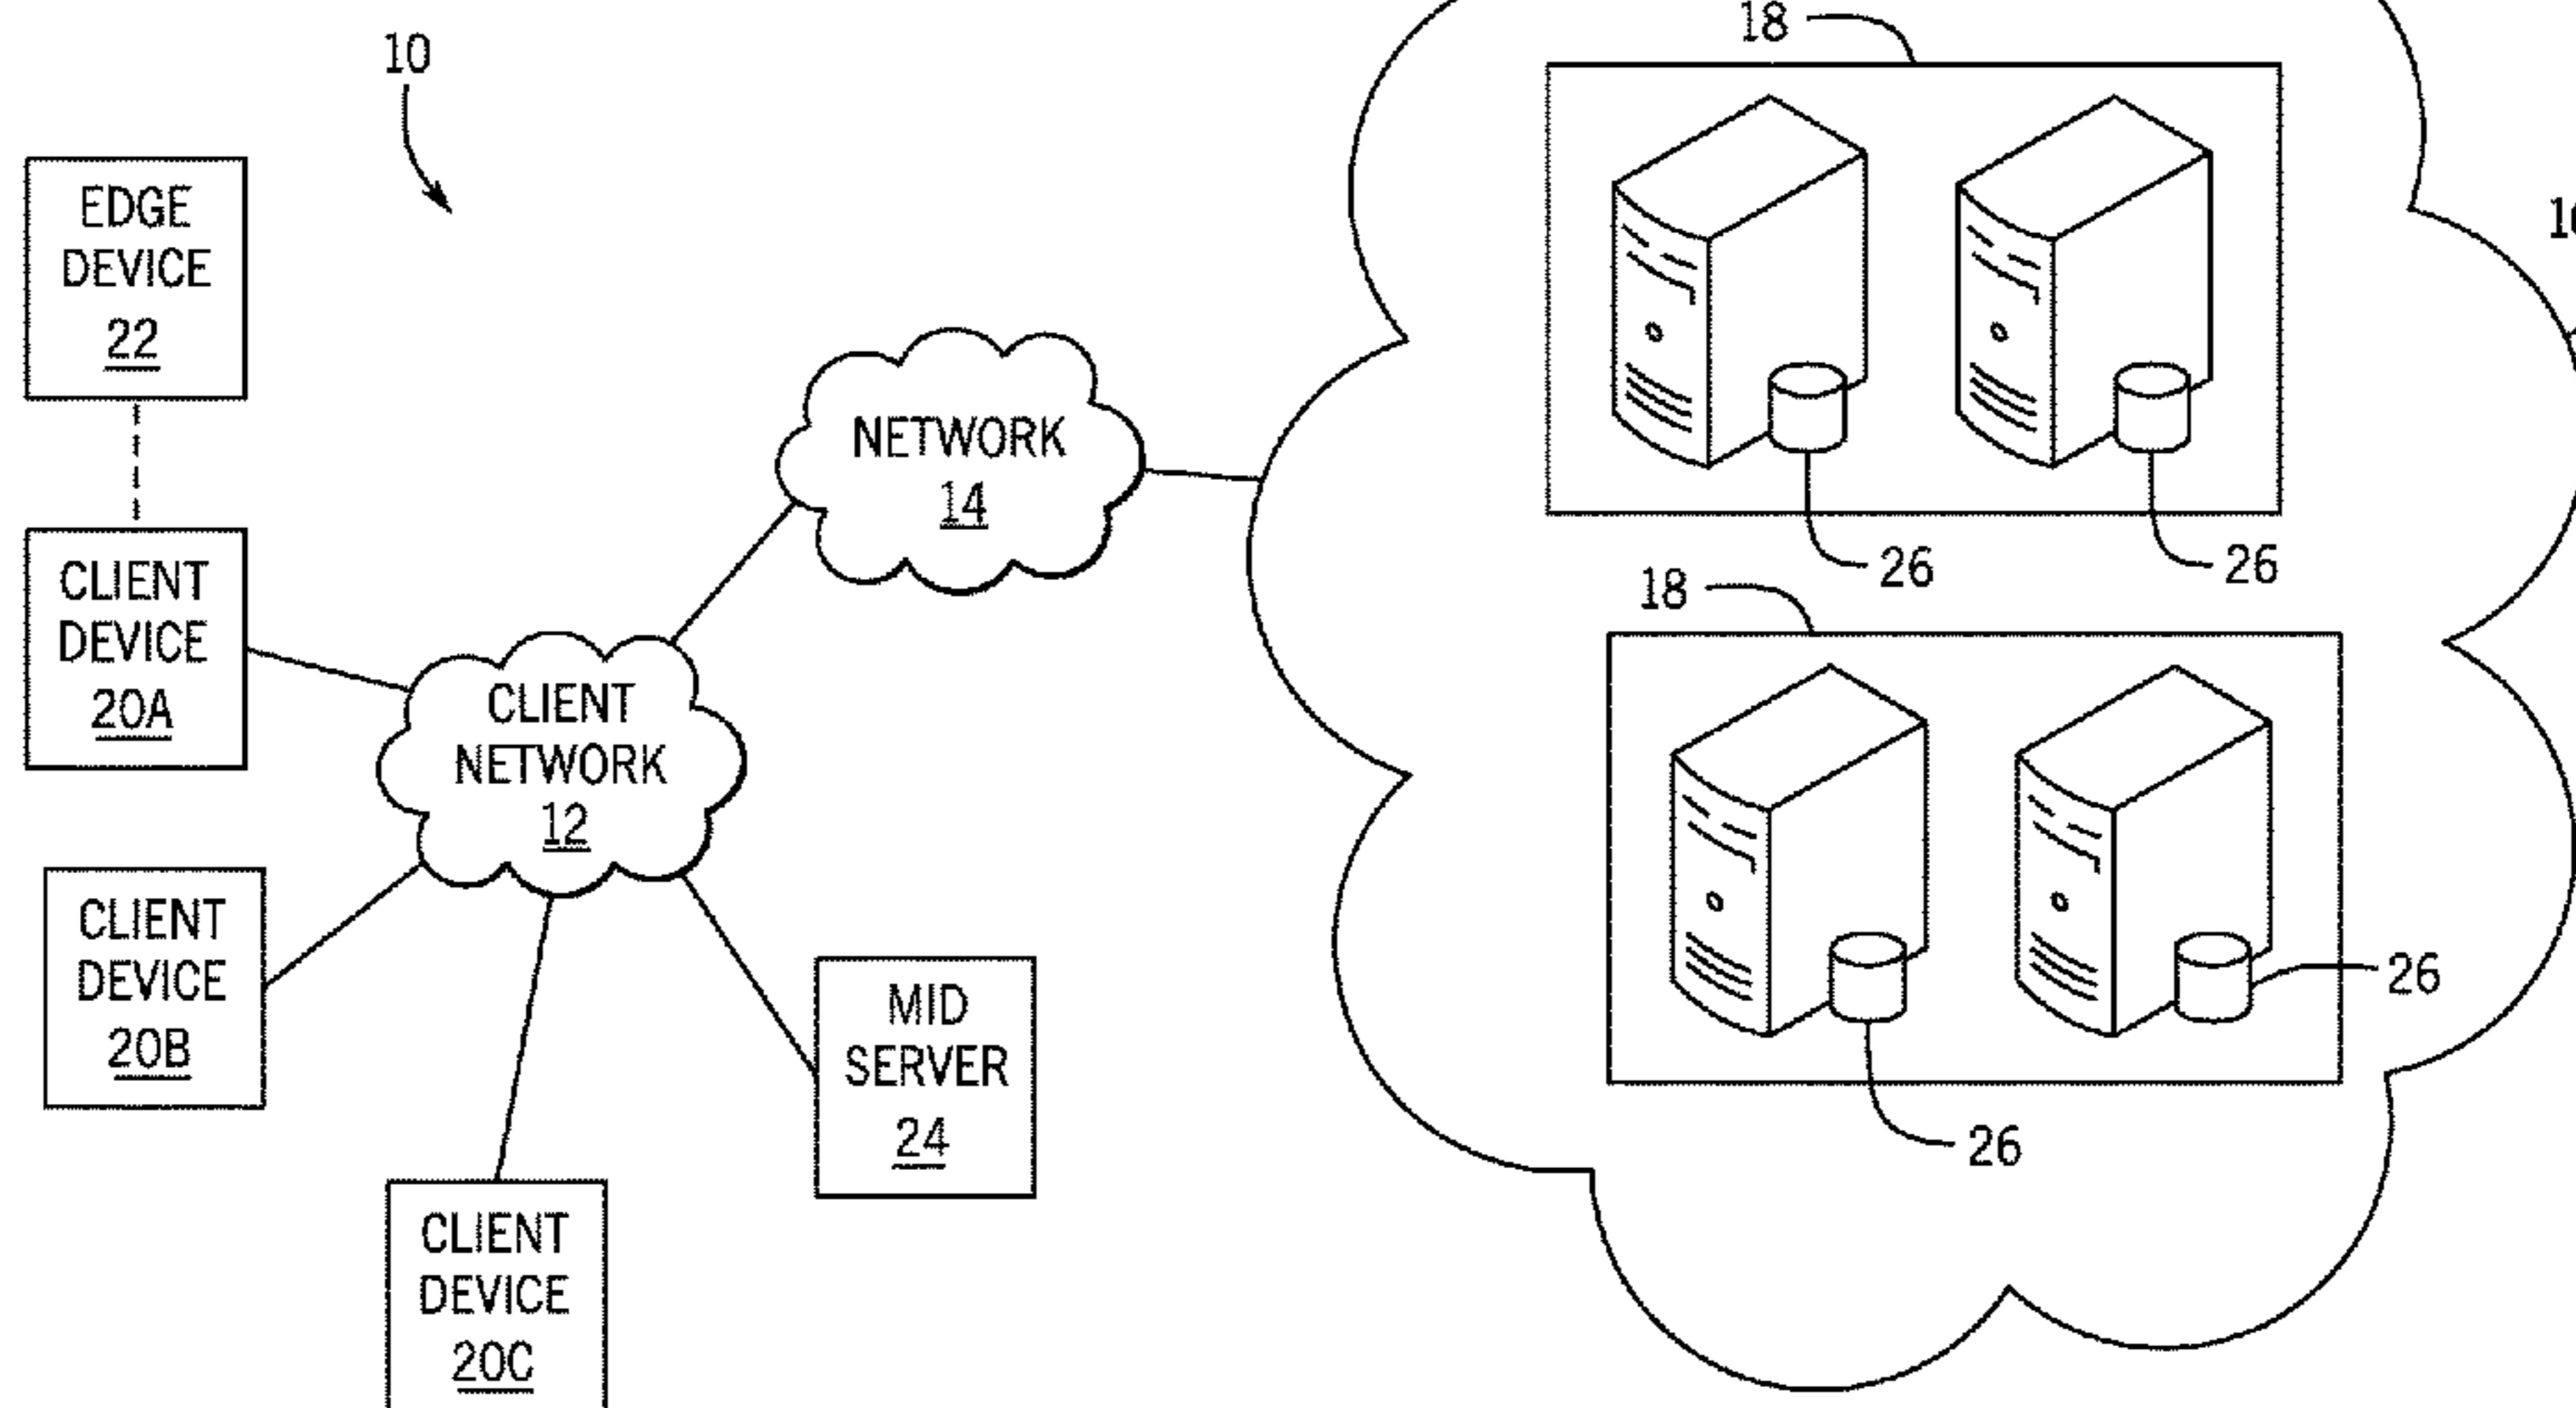 10
EDGE
DEVICE
22
CLIENT
DEVICE
20A
CLIENT
DEVICE
20B
CLIENT
DEVICE
20C
CLIENT
NETWORK
12
MID
SERVER
24
NETWORK
14
18
26
26
18
26
26